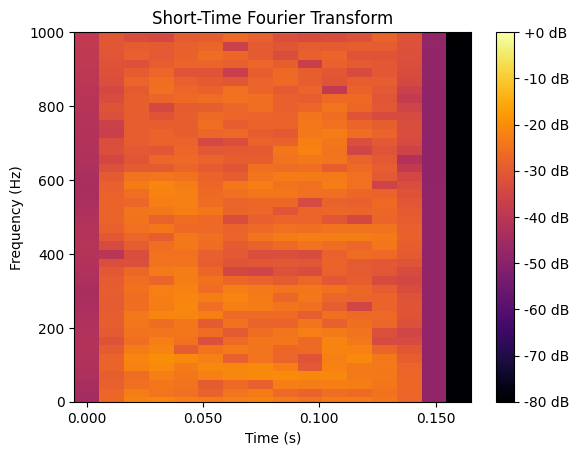 Short-Time Fourier Transform
1000
800
600
400
200
0
Frequency (Hz)
0.000
0.050
0.100
0.150
Time (s)
+0 dB
-10 dB
-20 dB
-30 dB
-40 dB
-50 dB
-60 dB
-70 dB
-80 dB